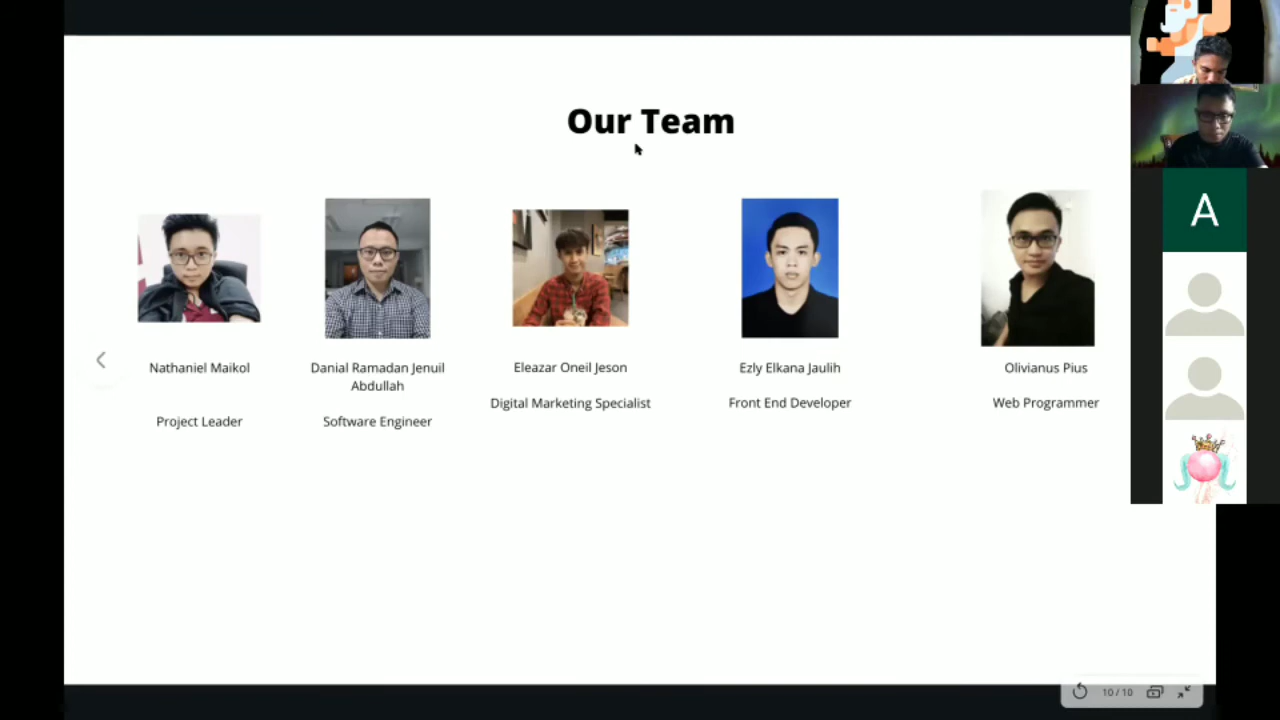 Our Team
A
Nathaniel Maikol
Project Leader
Danial Ramadan Jenuil
Abdullah
Software Engineer
Eleazar Oneil Jeson
Digital Marketing Specialist
Ezly Elkana Jaulih
Front End Developer
Olivianus Pius
Web Programmer
10 / 10